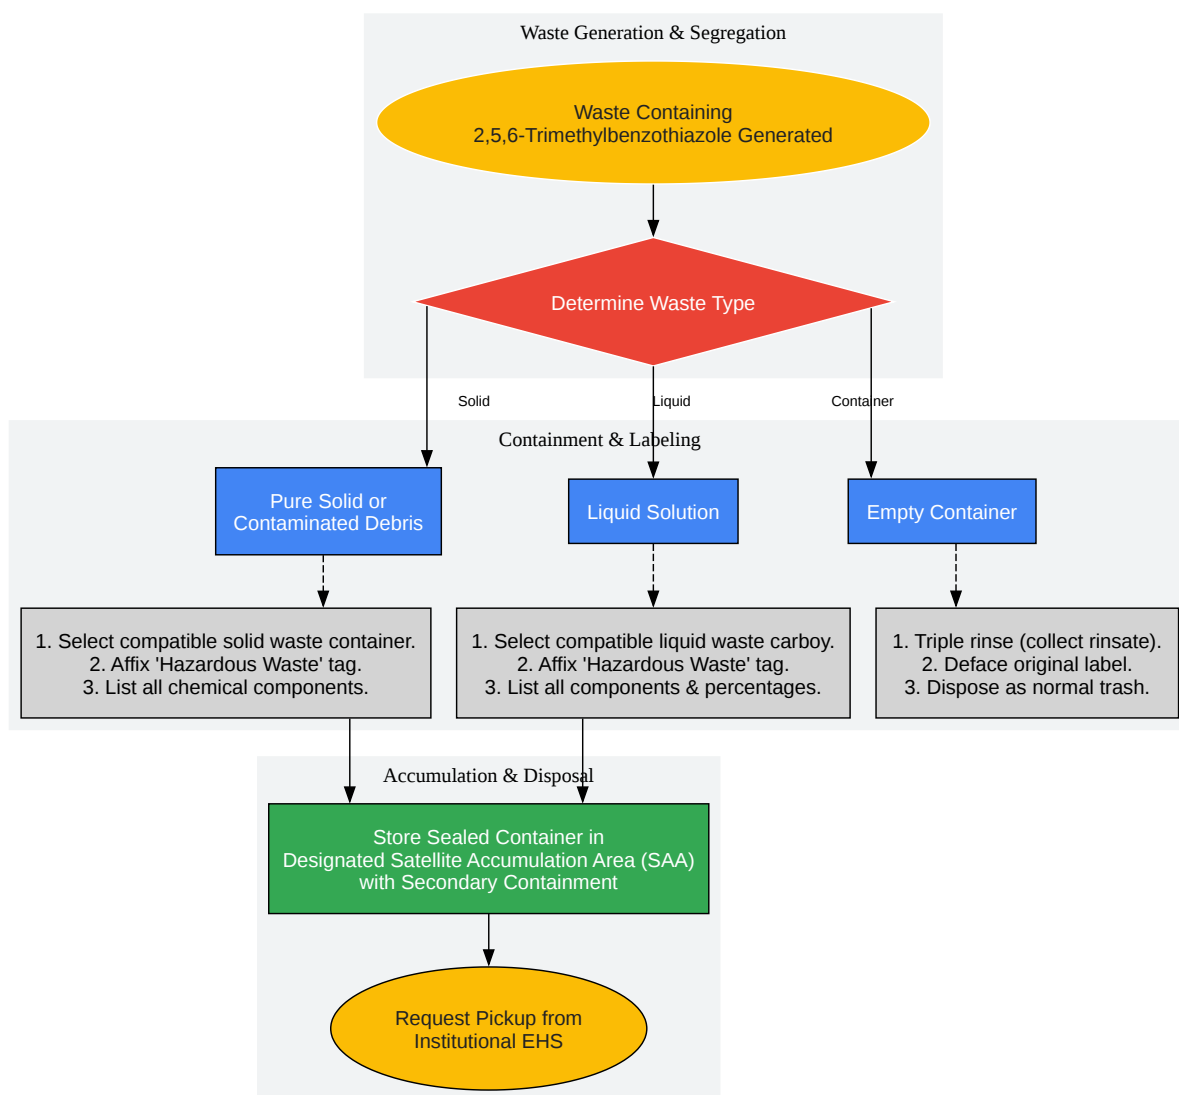 Waste Generation & Segregation
Waste Containing
2,5,6-Trimethylbenzothiazole Generated
Determine Waste Type
Solid
Liquid
Container
Containment & Labeling
Pure Solid or
Contaminated Debris
Liquid Solution
Empty Container
1. Select compatible solid waste container.
2. Affix 'Hazardous Waste' tag.
3. List all chemical components.
1. Select compatible liquid waste carboy.
2. Affix 'Hazardous Waste' tag.
3. List all components & percentages.
1. Triple rinse (collect rinsate).
2. Deface original label.
3. Dispose as normal trash.
Accumulation & Disposal
Store Sealed Container in
Designated Satellite Accumulation Area (SAA)
with Secondary Containment
Request Pickup from
Institutional EHS